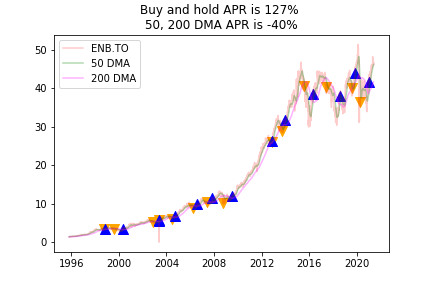 Buy and hold APR is 127%
50, 200 DMA APR is -40%
ENB.TO
50 DMA
200 DMA
50
40
30
20
10
0
1996 2000 2004 2008 2012 2016 2020